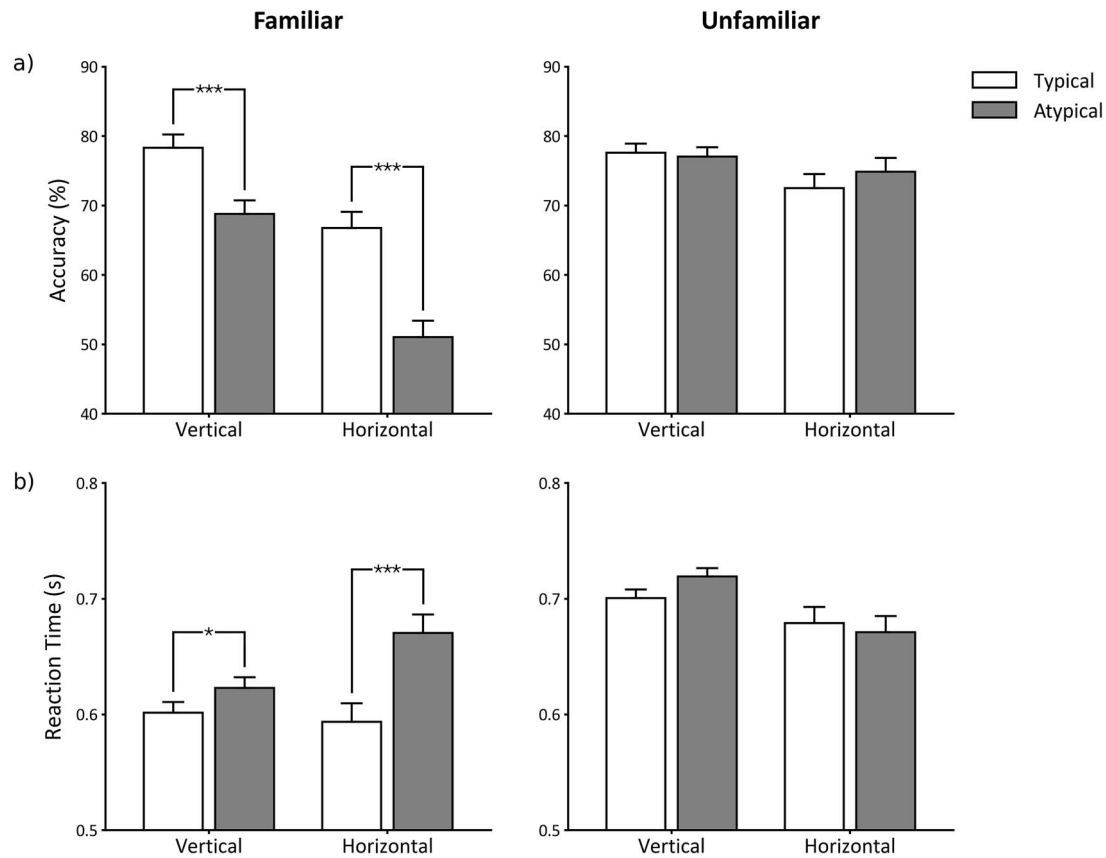 Familiar
Unfamiliar
a)
Accuracy (%)
90
80
70
60
50
40
***
***
Vertical
Horizontal
90
80
70
60
50
40
Vertical
Horizontal
Typical
Atypical
b)
Reaction Time (s)
0.8
0.7
0.6
0.5
*
***
Vertical
Horizontal
0.8
0.7
0.6
0.5
Vertical
Horizontal